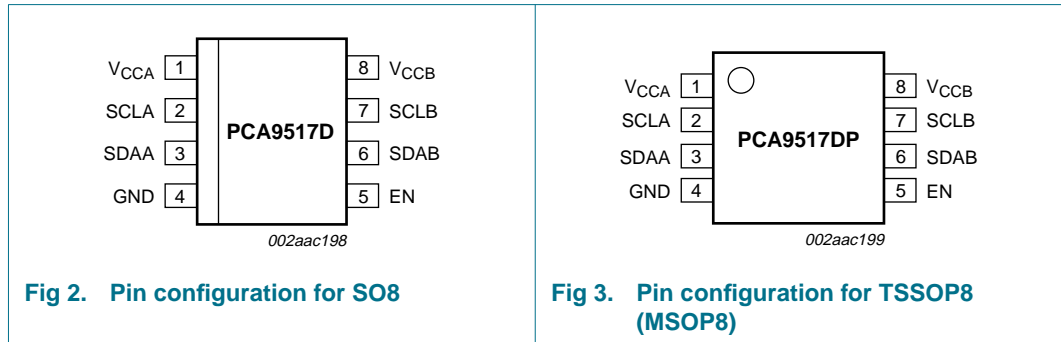 VCCA 1 8 VCCB
SCLA 2 7 SCLB
PCA9517D
SDAA 3 6 SDAB
GND 4 5 EN
002aac198
Fig 2. Pin configuration for SO8
VCCA 1 8 VCCB
SCLA 2 7 SCLB
PCA9517DP
SDAA 3 6 SDAB
GND 4 5 EN
002aac199
Fig 3. Pin configuration for TSSOP8
(MSOP8)